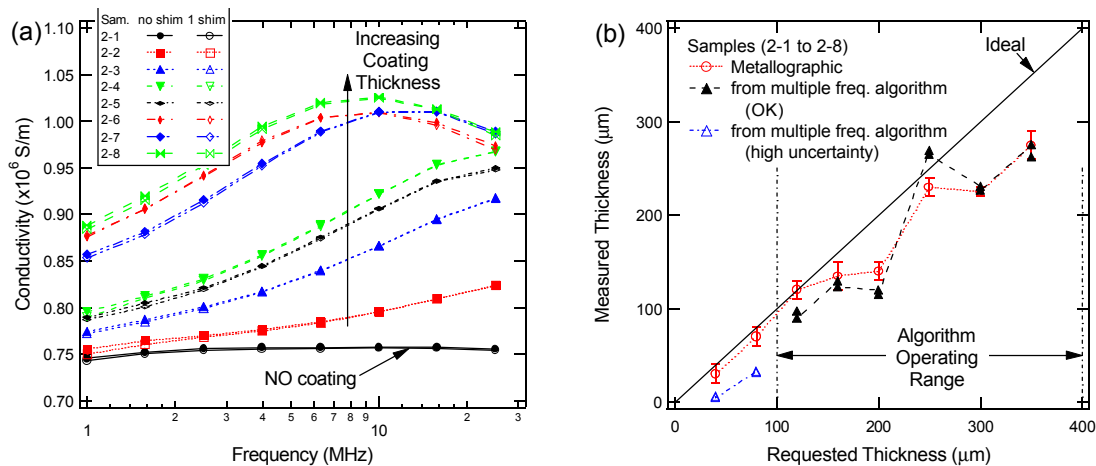 (a)
Sam. no shim 1 shim
2-1
2-2
2-3
2-4
2-5
2-6
2-7
2-8
Increasing
Coating
Thickness
NO coating
Conductivity (x10⁶ S/m)
1.10
1.05
1.00
0.95
0.90
0.85
0.80
0.75
0.70
1 2 3 4 5 6 7 8 9 10 2 3
Frequency (MHz)
(b)
Samples (2-1 to 2-8)
Metallographic
from multiple freq. algorithm
(OK)
from multiple freq. algorithm
(high uncertainty)
Ideal
Algorithm
Operating
Range
Measured Thickness (µm)
400
300
200
100
0
0 100 200 300 400
Requested Thickness (µm)